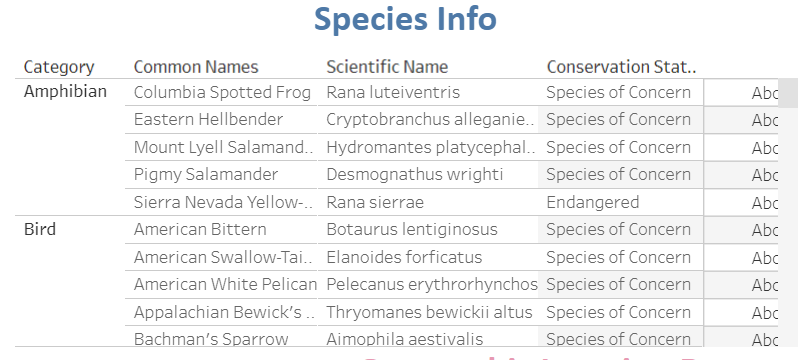 Species Info
Category Common Names Scientific Name Conservation Stat..
Amphibian Columbia Spotted Frog Rana luteiventris Species of Concern Abc
Eastern Hellbender Cryptobranchus alleganie.. Species of Concern Abc
Mount Lyell Salamand.. Hydromantes platycephal.. Species of Concern Abc
Pigmy Salamander Desmognathus wrighti Species of Concern Abc
Sierra Nevada Yellow-.. Rana sierrae Endangered Abc
Bird American Bittern Botaurus lentiginosus Species of Concern Abc
American Swallow-Tai.. Elanoides forficatus Species of Concern Abc
American White Pelican Pelecanus erythrorhynchos Species of Concern Abc
Appalachian Bewick's .. Thryomanes bewickii altus Species of Concern Abc
Bachman's Sparrow Aimophila aestivalis Species of Concern Abc